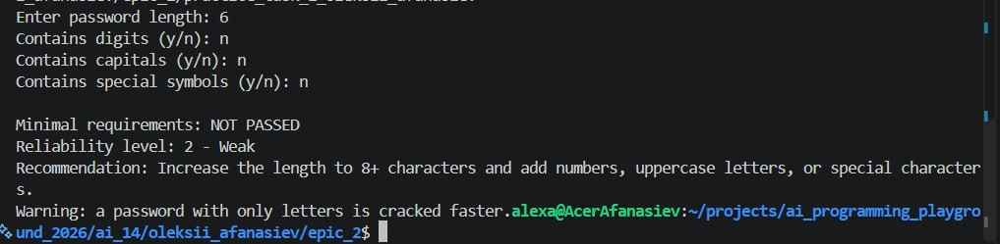 Enter password length: 6
Contains digits (y/n): n
Contains capitals (y/n): n
Contains special symbols (y/n): n
Minimal requirements: NOT PASSED
Reliability level: 2 - Weak
Recommendation: Increase the length to 8+ characters and add numbers, uppercase letters, or special character
s.
Warning: a password with only letters is cracked faster.alexa@AcerAfanasiev:~/projects/ai_programming_playgro
und_2026/ai_14/oleksii_afanasiev/epic_2$